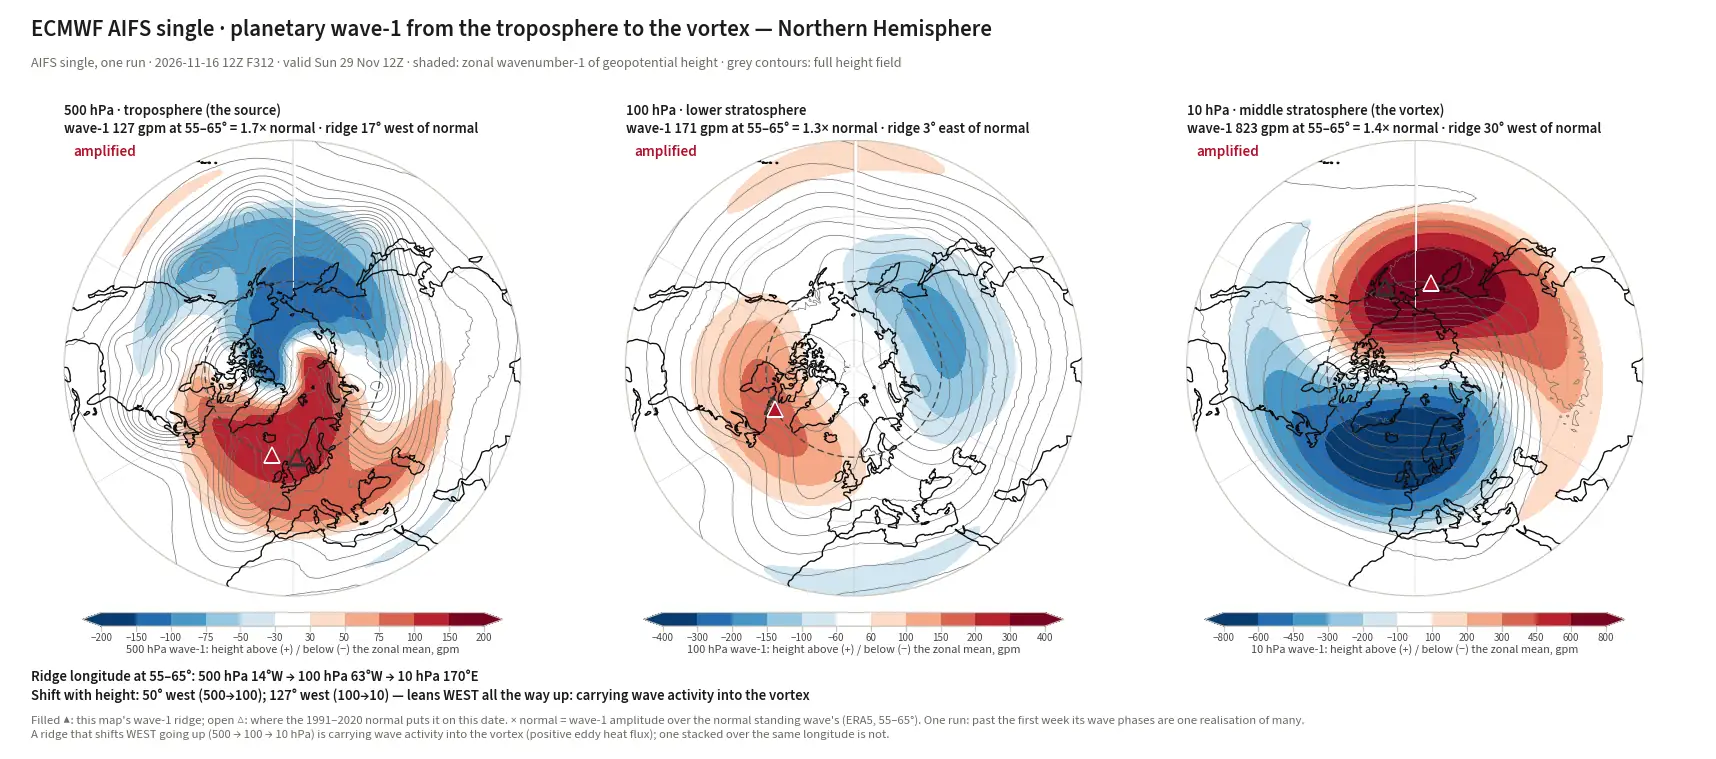 ECMWF AIFS single · planetary wave-1 from the troposphere to the vortex — Northern Hemisphere
AIFS single, one run · 2026-11-16 12Z F312 · valid Sun 29 Nov 12Z · shaded: zonal wavenumber-1 of geopotential height · grey contours: full height field
500 hPa · troposphere (the source)
wave-1 127 gpm at 55–65° = 1.7× normal · ridge 17° west of normal
amplified
100 hPa · lower stratosphere
wave-1 171 gpm at 55–65° = 1.3× normal · ridge 3° east of normal
amplified
10 hPa · middle stratosphere (the vortex)
wave-1 823 gpm at 55–65° = 1.4× normal · ridge 30° west of normal
amplified
−200 −150 −100 −75 −50 −30 30 50 75 100 150 200
500 hPa wave-1: height above (+) / below (−) the zonal mean, gpm
−400 −300 −200 −150 −100 −60 60 100 150 200 300 400
100 hPa wave-1: height above (+) / below (−) the zonal mean, gpm
−800 −600 −450 −300 −200 −100 100 200 300 450 600 800
10 hPa wave-1: height above (+) / below (−) the zonal mean, gpm
Ridge longitude at 55–65°: 500 hPa 14°W → 100 hPa 63°W → 10 hPa 170°E
Shift with height: 50° west (500→100); 127° west (100→10) — leans WEST all the way up: carrying wave activity into the vortex
Filled ▲: this map's wave-1 ridge; open △: where the 1991–2020 normal puts it on this date. × normal = wave-1 amplitude over the normal standing wave's (ERA5, 55–65°). One run: past the first week its wave phases are one realisation of many.
A ridge that shifts WEST going up (500 → 100 → 10 hPa) is carrying wave activity into the vortex (positive eddy heat flux); one stacked over the same longitude is not.